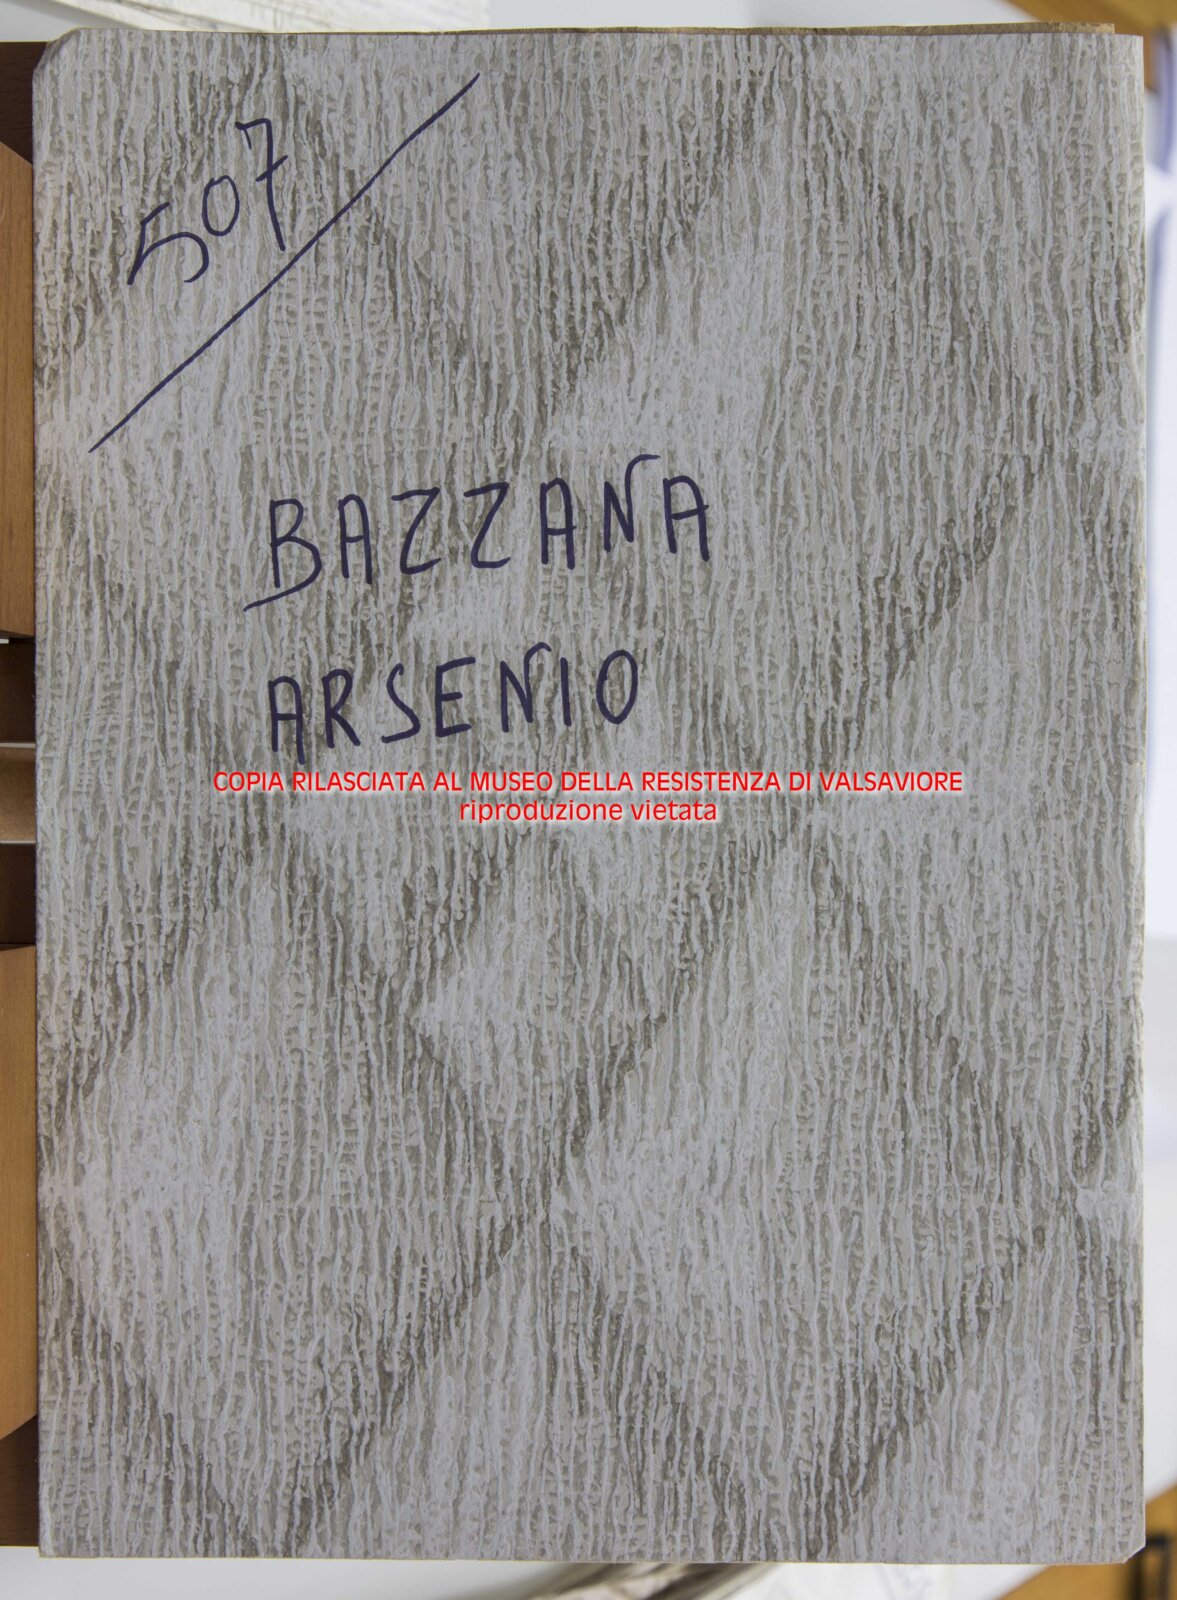 507
BAZZANA
ARSENIO
COPIA RILASCIATA AL MUSEO DELLA RESISTENZA DI VALSAVIORE
riproduzione vietata